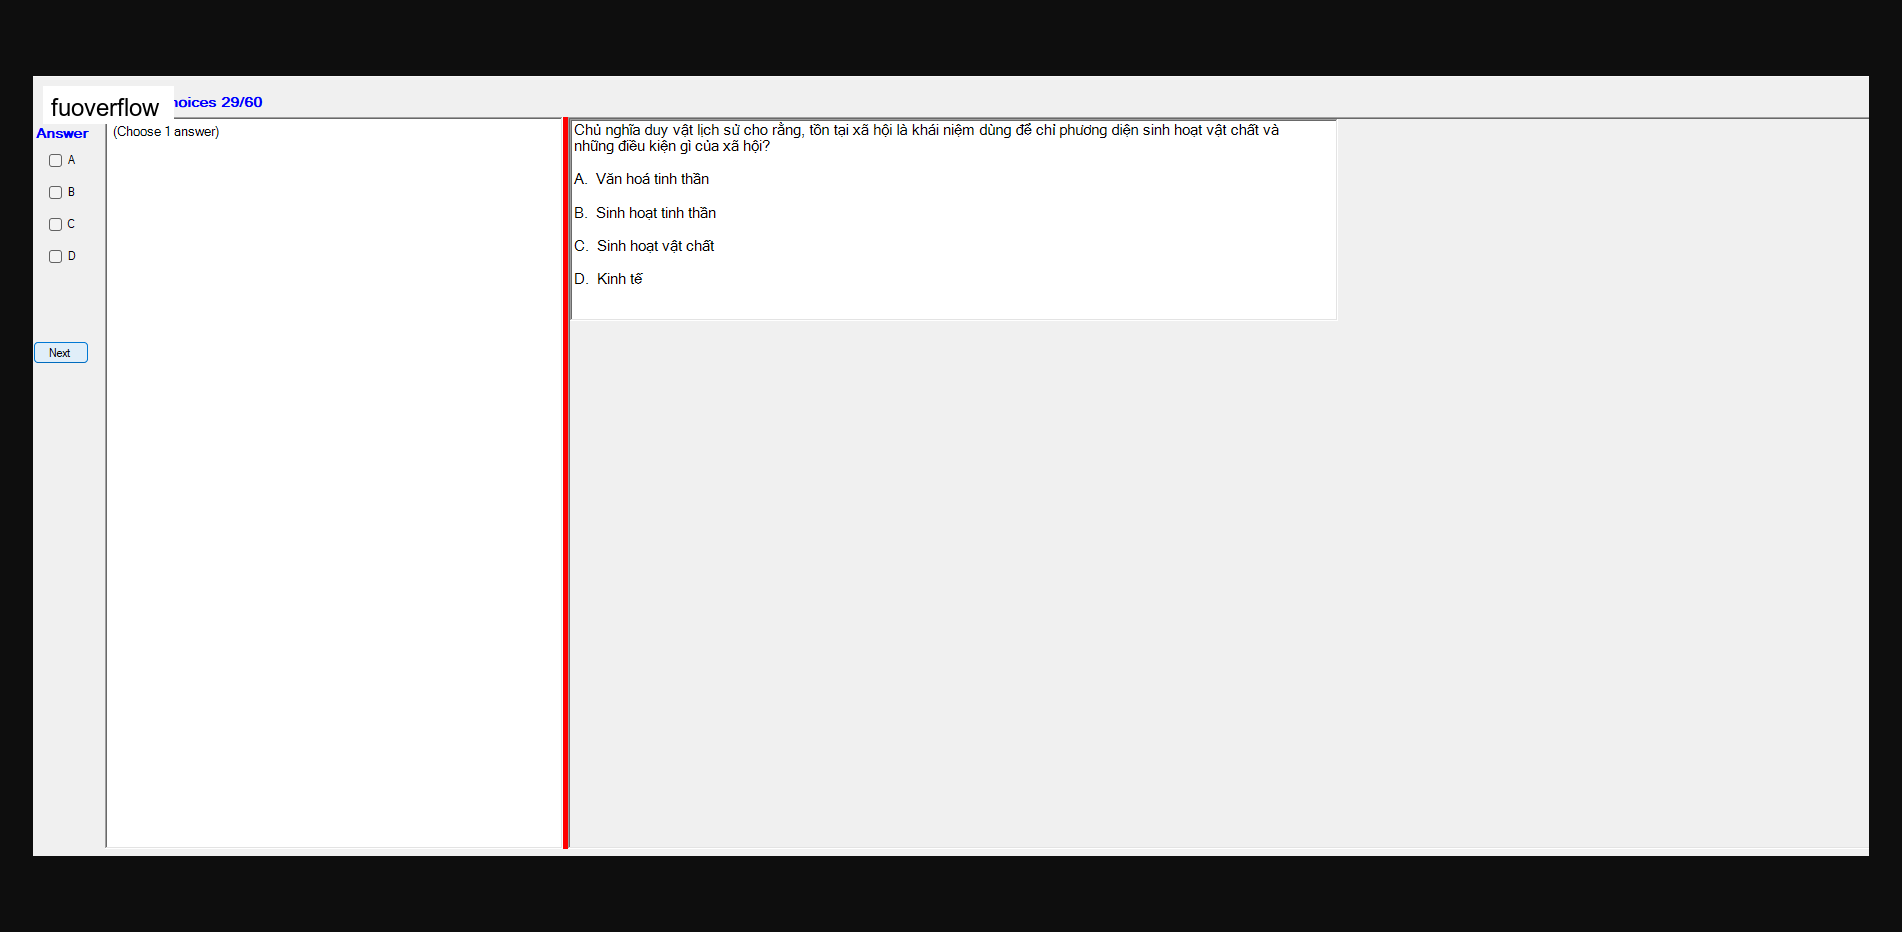 fuoverflow
hoices 29/60
Answer
(Choose 1 answer)
A
B
C
D
Next
Chủ nghĩa duy vật lịch sử cho rằng, tồn tại xã hội là khái niệm dùng để chỉ phương diện sinh hoạt vật chất và
những điều kiện gì của xã hội?
A. Văn hoá tinh thần
B. Sinh hoạt tinh thần
C. Sinh hoạt vật chất
D. Kinh tế